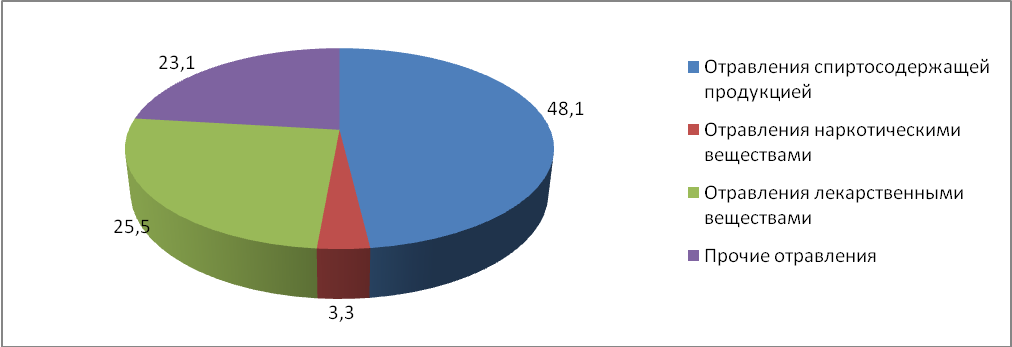 23,1
48,1
25,5
3,3
Отравления спиртосодержащей
продукцией
Отравления наркотическими
веществами
Отравления лекарственными
веществами
Прочие отравления